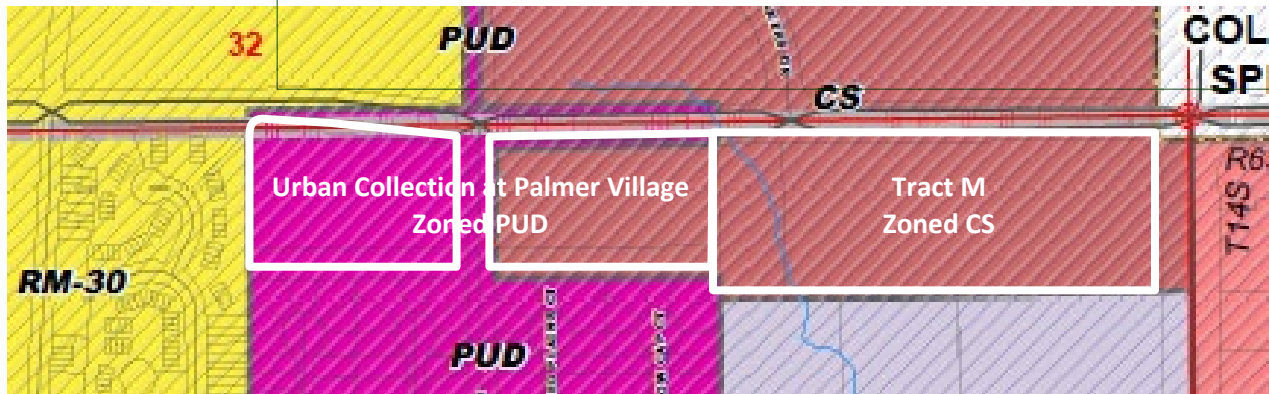 32
PUD
COL
SP
CS
Urban Collection at Palmer Village
Zoned PUD
Tract M
Zoned CS
R6
T14S
RM-30
PUD